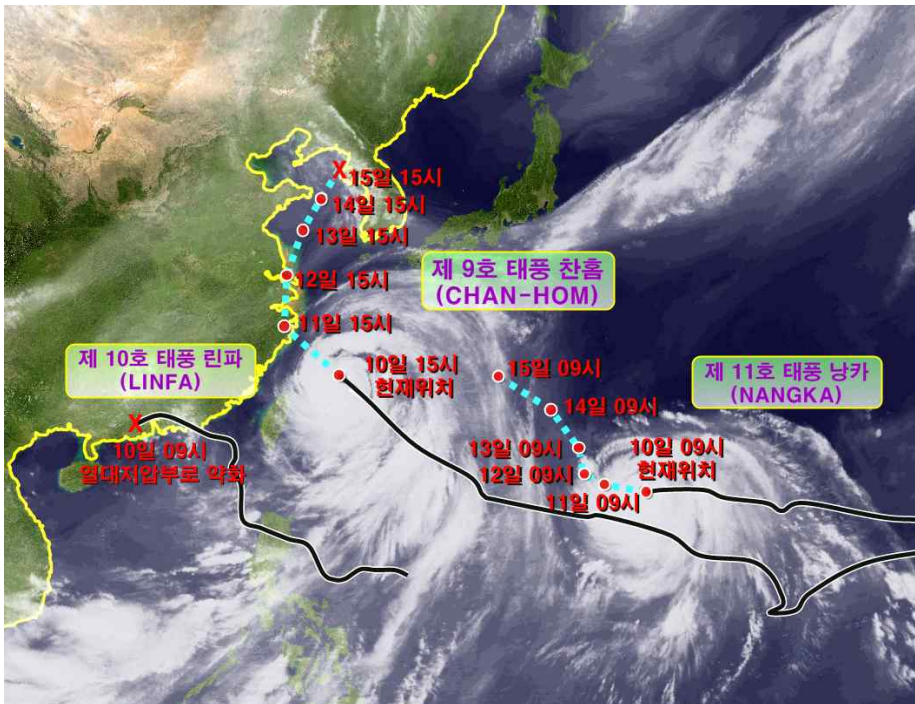 X
15일 15시
14일 15시
13일 15시
제 9호 태풍 찬홈
(CHAN-HOM)
12일 15시
11일 15시
제 10호 태풍 린파
(LINFA)
10일 15시
현재위치
15일 09시
제 11호 태풍 낭카
(NANGKA)
14일 09시
X
10일 09시
열대저압부로 약화
13일 09시
10일 09시
현재위치
12일 09시
11일 09시